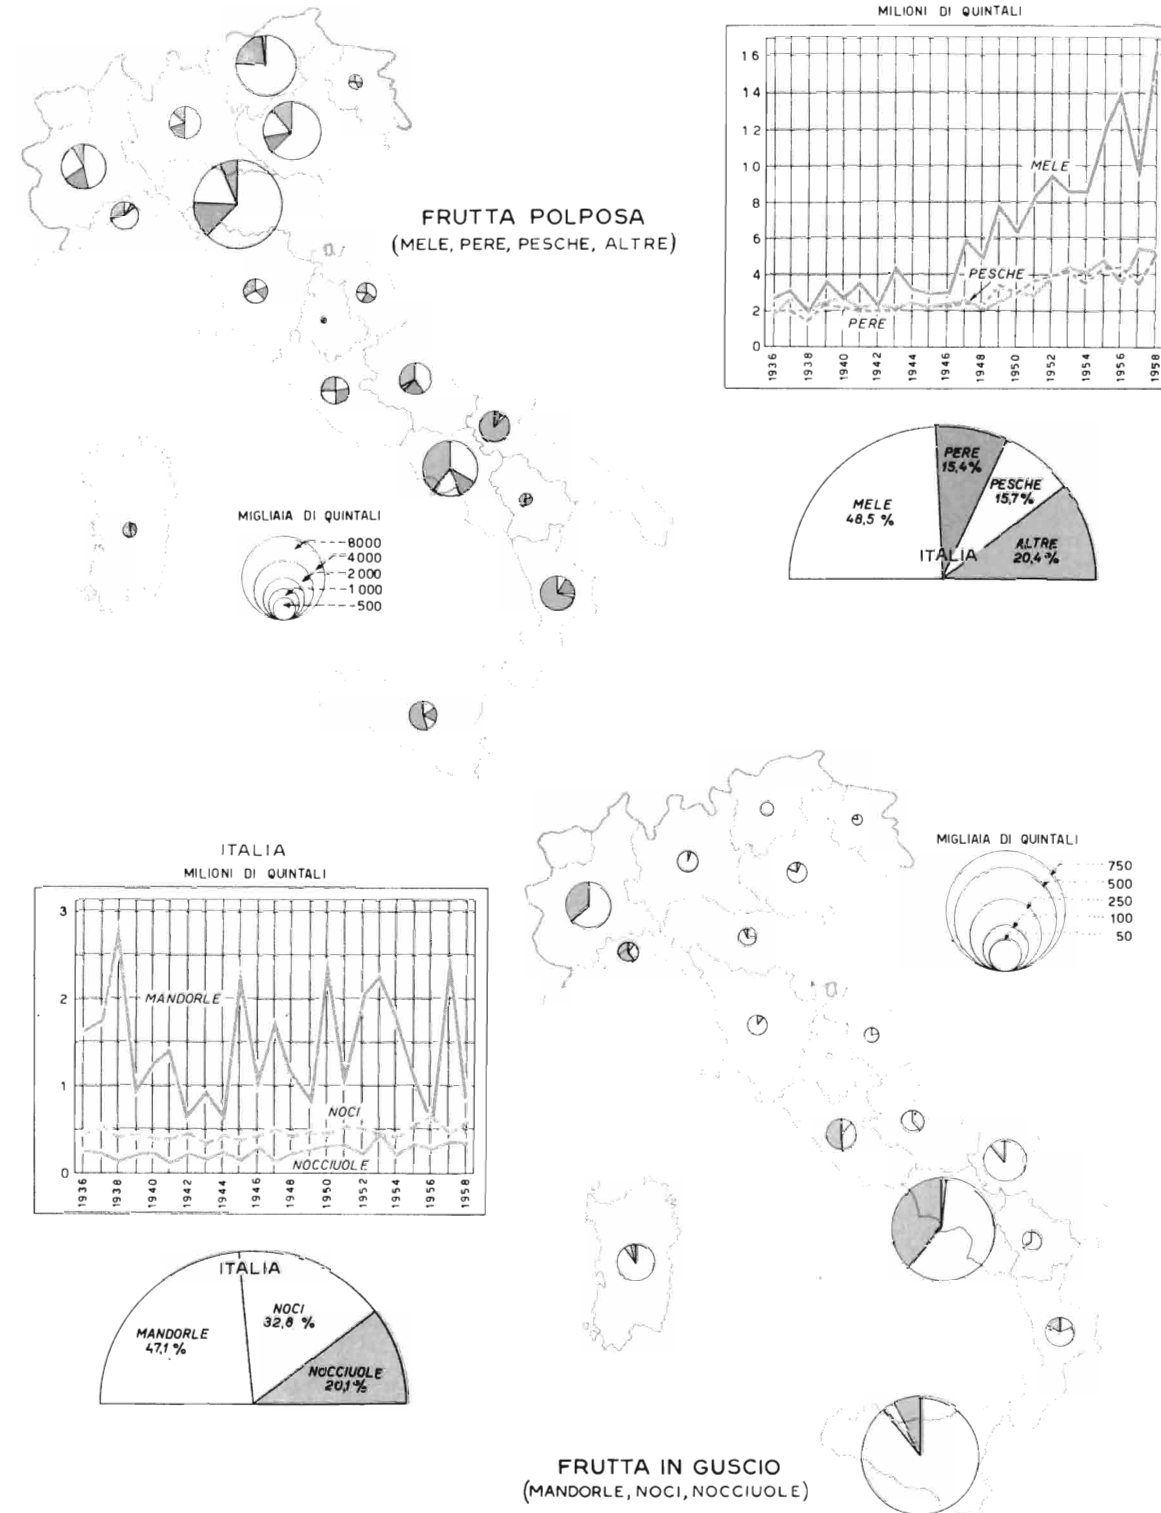 MILIONI DI QUINTALI
16
14
12
10
8
6
4
2
0
MELE
PESCHE
PERE
1936
1938
1940
1942
1944
1946
1948
1950
1952
1954
1956
1958
FRUTTA POLPOSA
(MELE, PERE, PESCHE, ALTRE)
MELE
48,5 %
PERE
15,4%
PESCHE
15,7%
ALTRE
20,4%
ITALIA
MIGLIAIA DI QUINTALI
8000
4000
2000
1000
500
ITALIA
MILIONI DI QUINTALI
3
2
1
0
MANDORLE
NOCI
NOCCIUOLE
1936
1938
1940
1942
1944
1946
1948
1950
1952
1954
1956
1958
MIGLIAIA DI QUINTALI
750
500
250
100
50
ITALIA
MANDORLE
47,1 %
NOCI
32,8 %
NOCCIUOLE
20,1%
FRUTTA IN GUSCIO
(MANDORLE, NOCI, NOCCIUOLE)